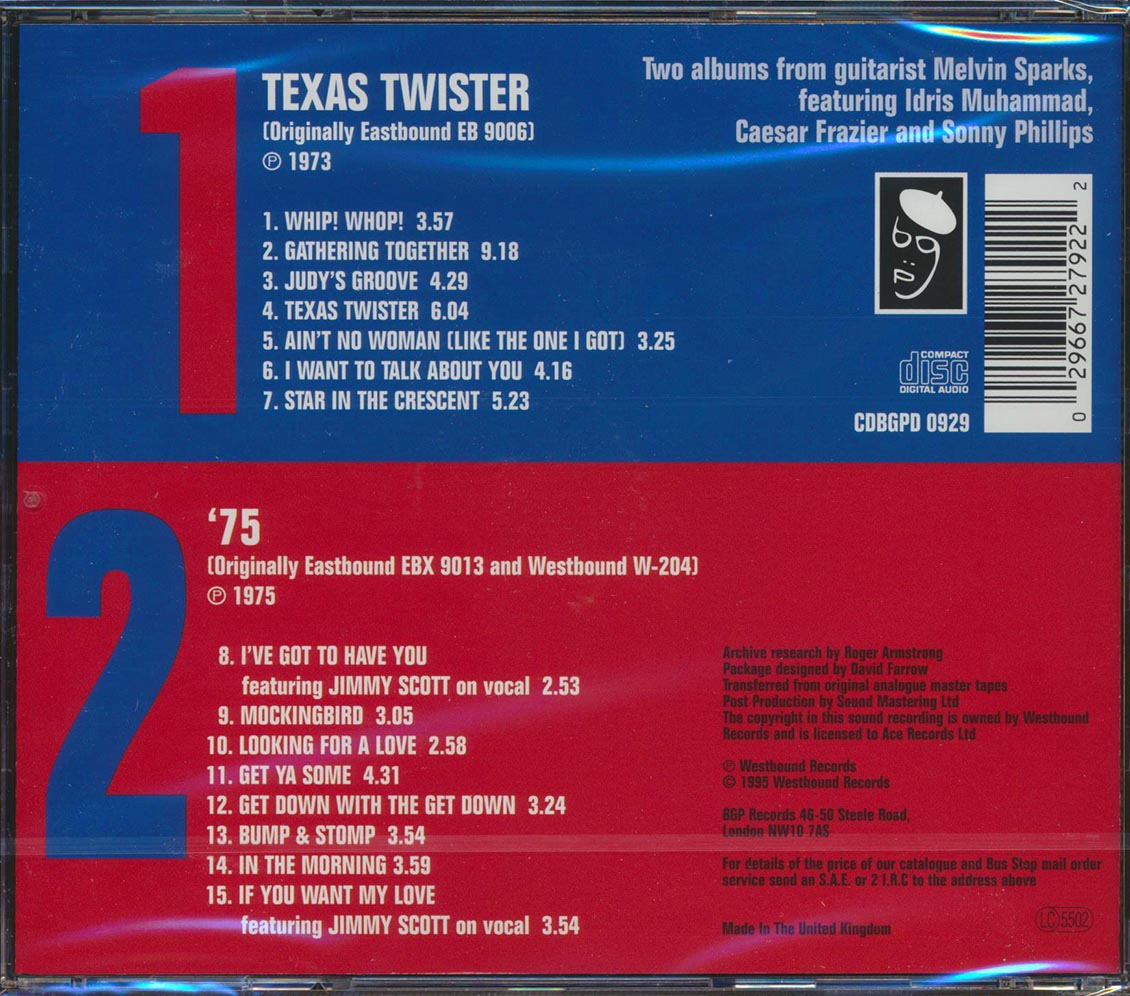 1
TEXAS TWISTER
(Originally Eastbound EB 9006)
℗ 1973
1. WHIP! WHOP! 3.57
2. GATHERING TOGETHER 9.18
3. JUDY'S GROOVE 4.29
4. TEXAS TWISTER 6.04
5. AIN'T NO WOMAN (LIKE THE ONE I GOT) 3.25
6. I WANT TO TALK ABOUT YOU 4.16
7. STAR IN THE CRESCENT 5.23
Two albums from guitarist Melvin Sparks,
featuring Idris Muhammad,
Caesar Frazier and Sonny Phillips
bgp
COMPACT
disc
DIGITAL AUDIO
CDBGPD 0929
0 29667 27922 2
2
'75
(Originally Eastbound EBX 9013 and Westbound W-204)
℗ 1975
8. I'VE GOT TO HAVE YOU
featuring JIMMY SCOTT on vocal 2.53
9. MOCKINGBIRD 3.05
10. LOOKING FOR A LOVE 2.58
11. GET YA SOME 4.31
12. GET DOWN WITH THE GET DOWN 3.24
13. BUMP & STOMP 3.54
14. IN THE MORNING 3.59
15. IF YOU WANT MY LOVE
featuring JIMMY SCOTT on vocal 3.54
Archive research by Roger Armstrong
Package designed by David Farrow
Transferred from original analogue master tapes
Post Production by Sound Mastering Ltd
The copyright in this sound recording is owned by Westbound
Records and is licensed to Ace Records Ltd
℗ Westbound Records
© 1995 Westbound Records
BGP Records 46-50 Steele Road,
London NW10 7AS
For details of the price of our catalogue and Bus Stop mail order
service send an S.A.E. or 2 I.R.C to the address above
Made In The United Kingdom
LC 5502